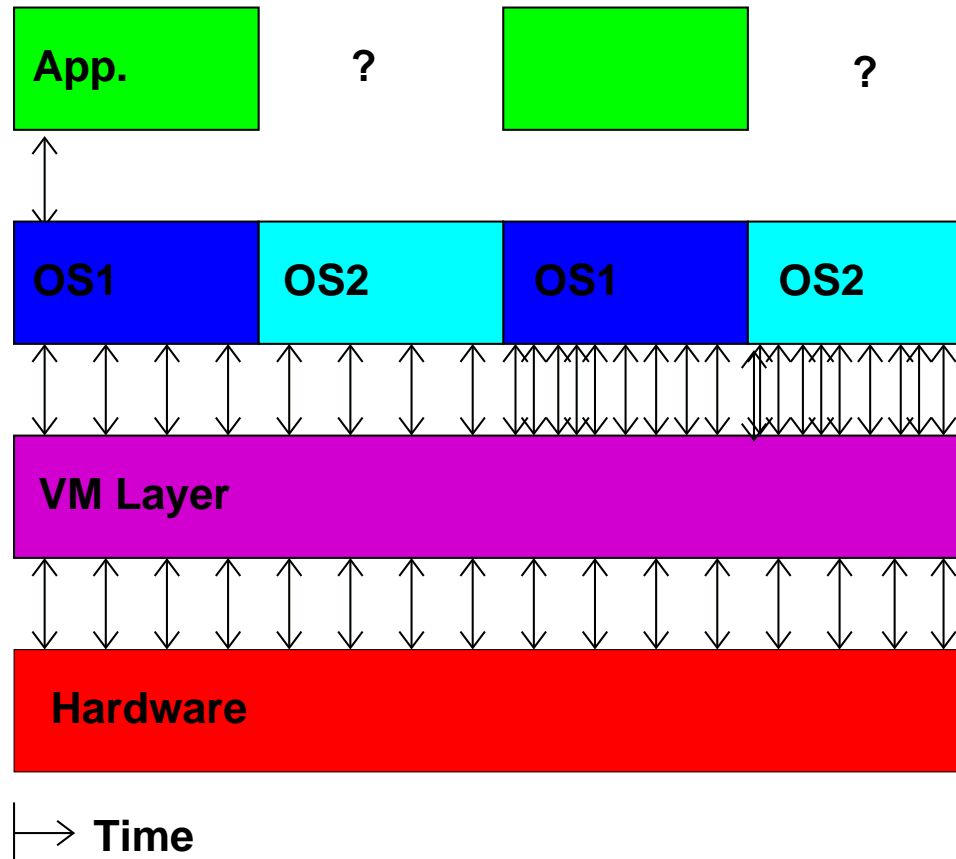 App.
?
?
OS1
OS2
OS1
OS2
VM Layer
Hardware
Time